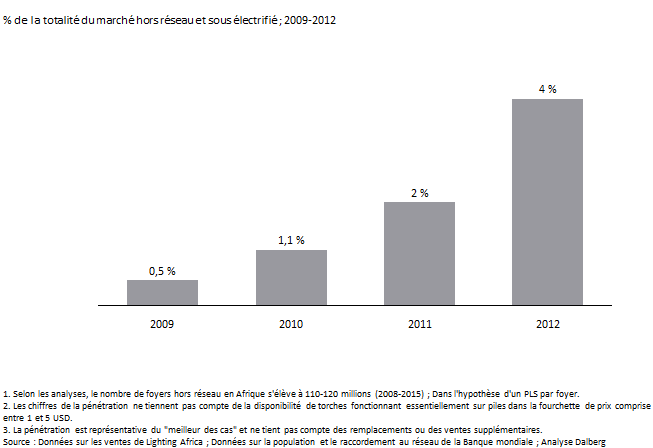 % de la totalité du marché hors réseau et sous électrifié ; 2009-2012
4 %
2 %
1,1 %
0,5 %
2009 2010 2011 2012
1. Selon les analyses, le nombre de foyers hors réseau en Afrique s'élève à 110-120 millions (2008-2015) ; Dans l'hypothèse d'un PLS par foyer.
2. Les chiffres de la pénétration ne tiennent pas compte de la disponibilité de torches fonctionnant essentiellement sur piles dans la fourchette de prix comprise
entre 1 et 5 USD.
3. La pénétration est représentative du "meilleur des cas" et ne tient pas compte des remplacements ou des ventes supplémentaires.
Source : Données sur les ventes de Lighting Africa ; Données sur la population et le raccordement au réseau de la Banque mondiale ; Analyse Dalberg